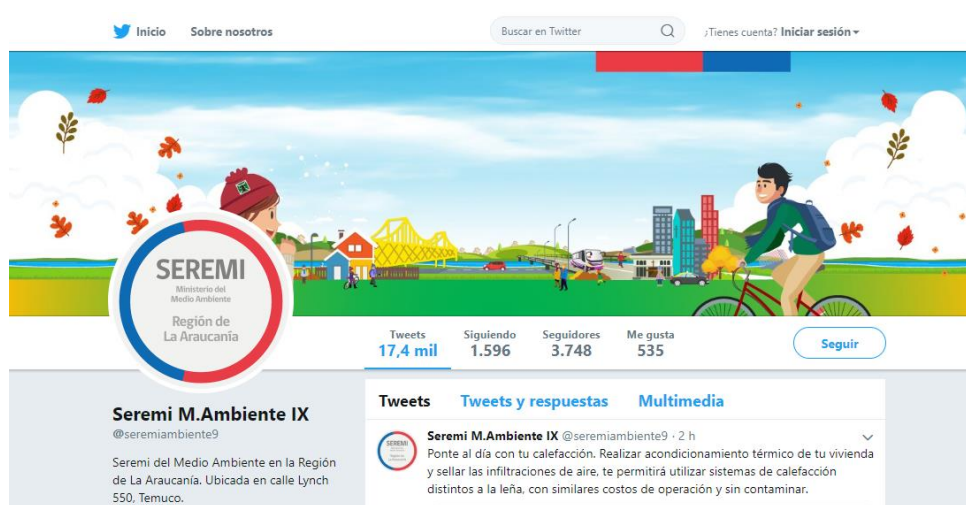 Inicio Sobre nosotros Buscar en Twitter ¿Tienes cuenta? Iniciar sesión
SEREMI
Ministerio del
Medio Ambiente
Región de
La Araucanía
Tweets Siguiendo Seguidores Me gusta
17,4 mil 1.596 3.748 535
Seguir
Seremi M.Ambiente IX
@seremiambiente9
Seremi del Medio Ambiente en la Región
de La Araucanía. Ubicada en calle Lynch
550, Temuco.
Tweets Tweets y respuestas Multimedia
Seremi M.Ambiente IX @seremiambiente9 · 2 h
Ponte al día con tu calefacción. Realizar acondicionamiento térmico de tu vivienda
y sellar las infiltraciones de aire, te permitirá utilizar sistemas de calefacción
distintos a la leña, con similares costos de operación y sin contaminar.
SEREMI